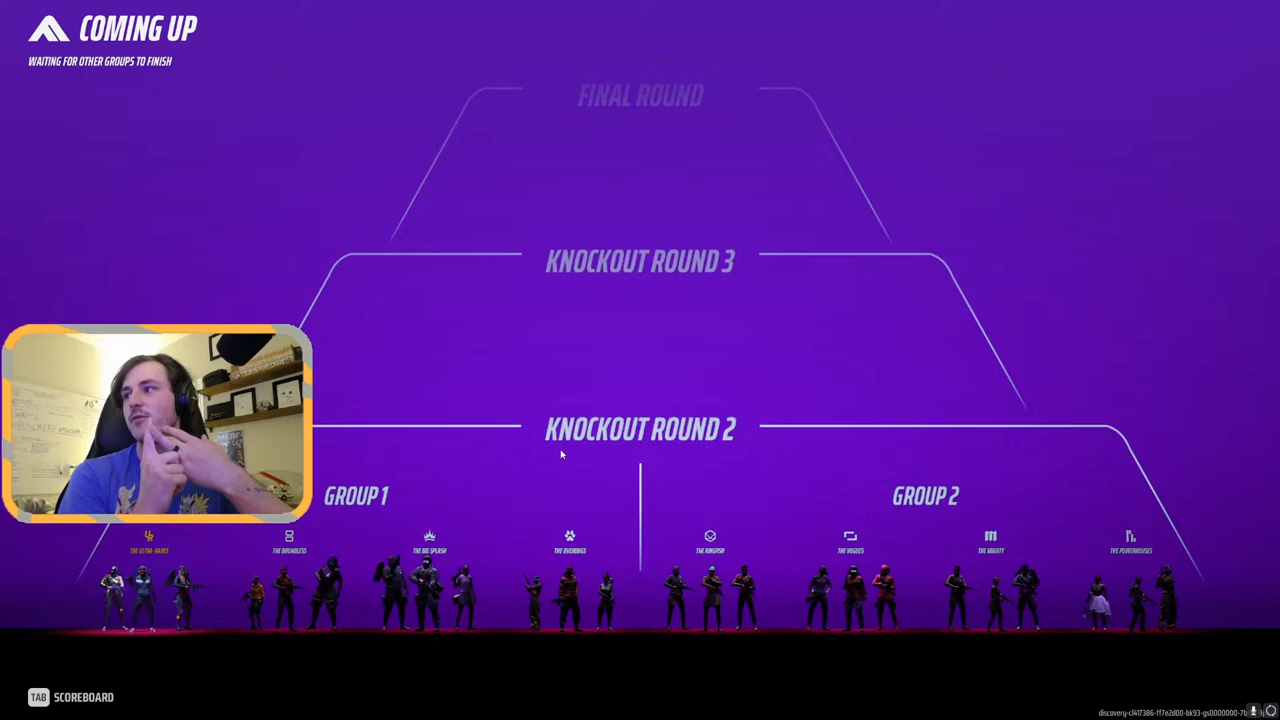 COMING UP
WAITING FOR OTHER GROUPS TO FINISH
FINAL ROUND
KNOCKOUT ROUND 3
KNOCKOUT ROUND 2
GROUP 1
GROUP 2
THE ULTRA-RARES
THE BOUNDLESS
THE BIG SPLASH
THE OVERDOGS
THE KINGFISH
THE VOGUES
THE MIGHTY
THE POWERHOUSES
TAB SCOREBOARD